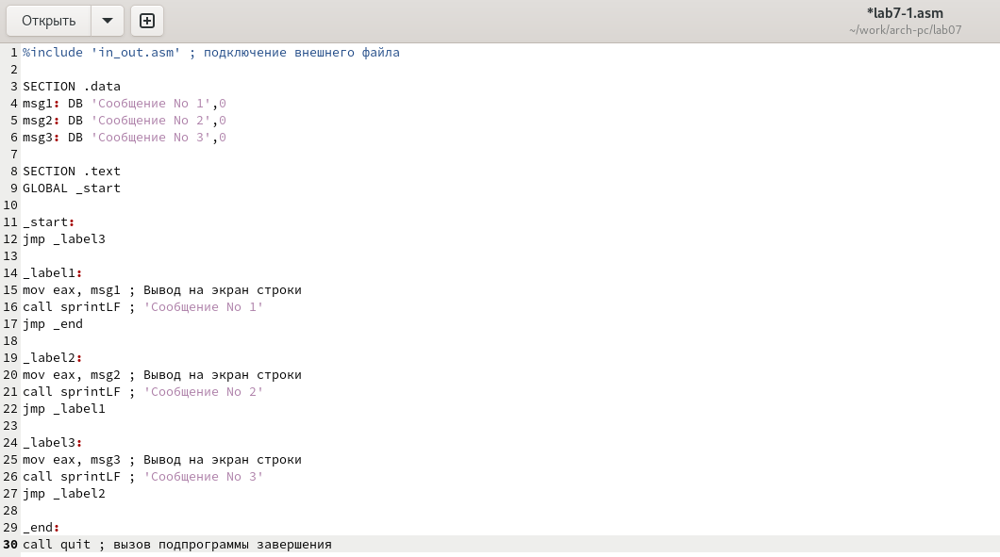 Открыть
*lab7-1.asm
~/work/arch-pc/lab07
1 %include 'in_out.asm' ; подключение внешнего файла
2
3 SECTION .data
4 msg1: DB 'Сообщение No 1',0
5 msg2: DB 'Сообщение No 2',0
6 msg3: DB 'Сообщение No 3',0
7
8 SECTION .text
9 GLOBAL _start
10
11 _start:
12 jmp _label3
13
14 _label1:
15 mov eax, msg1 ; Вывод на экран строки
16 call sprintLF ; 'Сообщение No 1'
17 jmp _end
18
19 _label2:
20 mov eax, msg2 ; Вывод на экран строки
21 call sprintLF ; 'Сообщение No 2'
22 jmp _label1
23
24 _label3:
25 mov eax, msg3 ; Вывод на экран строки
26 call sprintLF ; 'Сообщение No 3'
27 jmp _label2
28
29 _end:
30 call quit ; вызов подпрограммы завершения